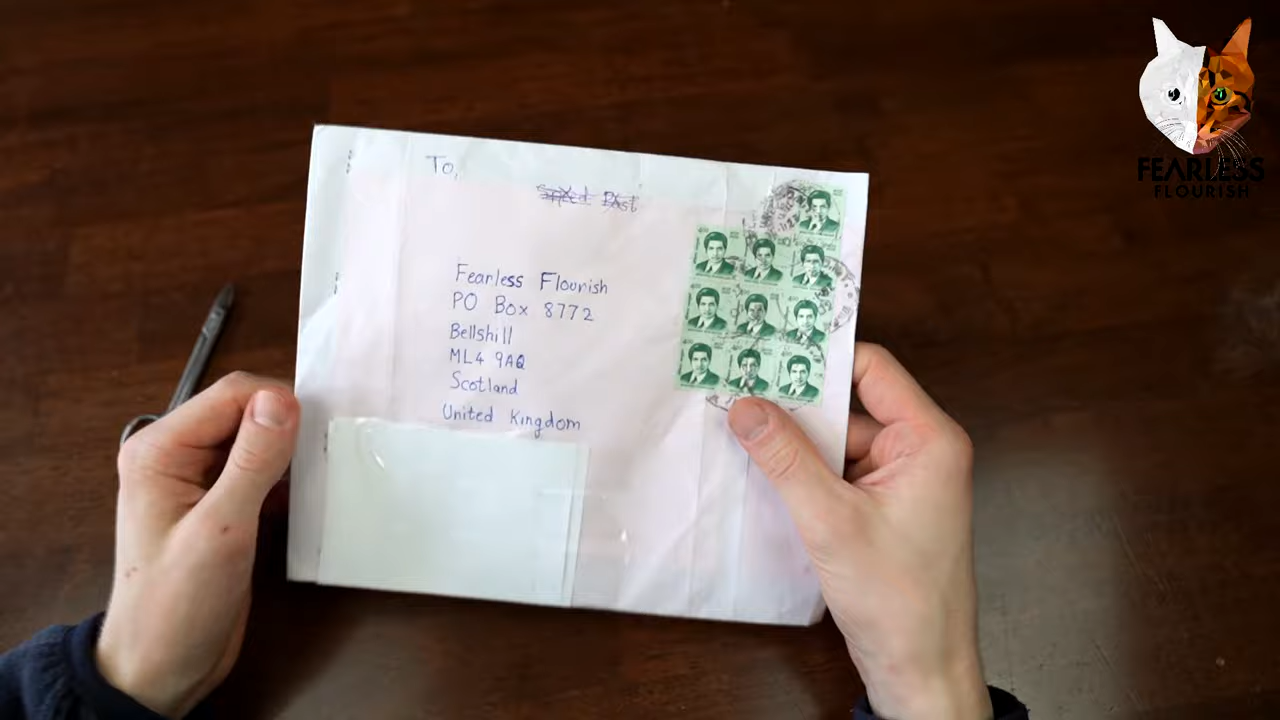 To,
Speed Post
Fearless Flourish
PO Box 8772
Bellshill
ML4 9AQ
Scotland
United Kingdom
FEARLESS
FLOURISH